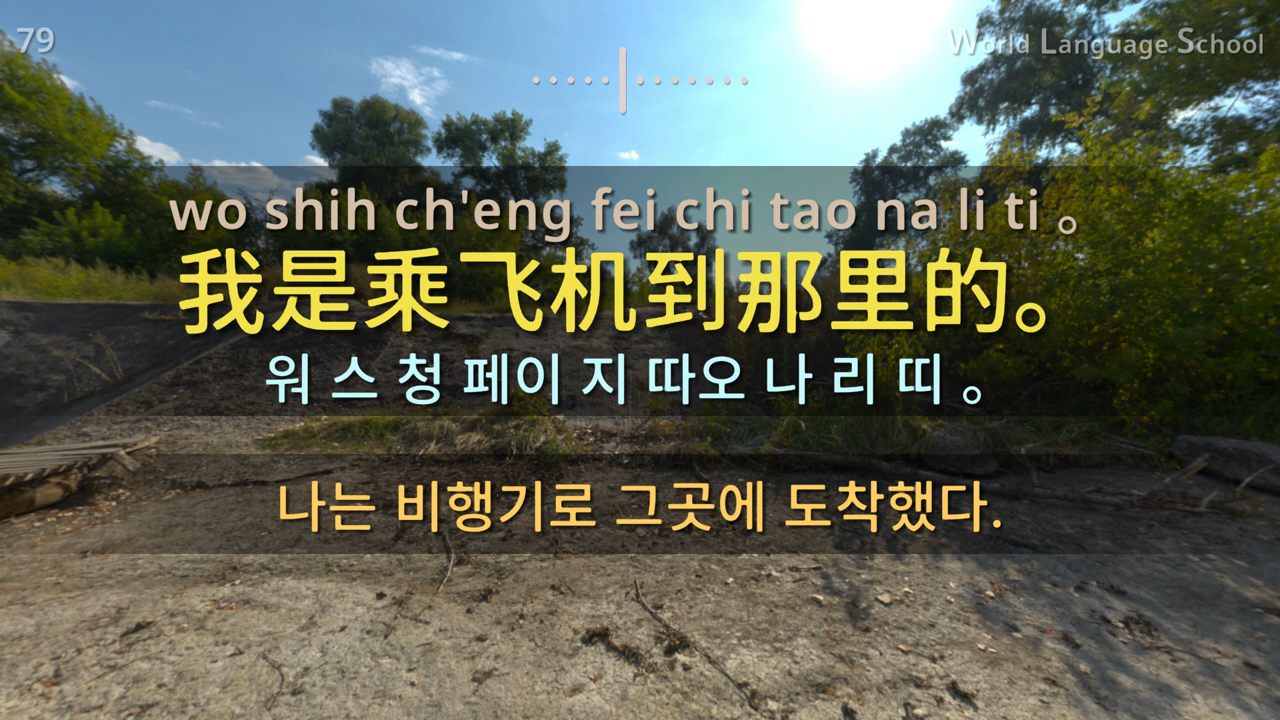 79
World Language School
wo shih ch'eng fei chi tao na li ti 。
我是乘飞机到那里的。
워 스 청 페이 지 따오 나 리 띠 。
나는 비행기로 그곳에 도착했다.